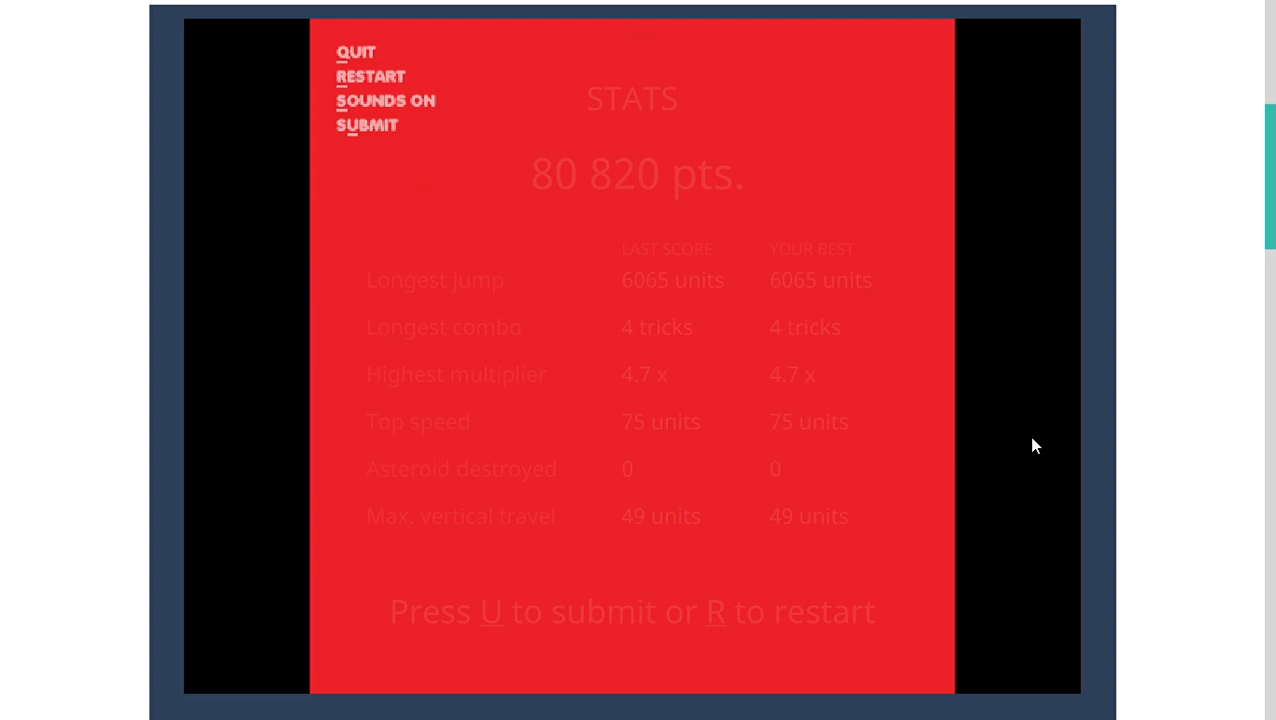 QUIT
RESTART
SOUNDS ON
SUBMIT
STATS
80 820 pts.
LAST SCORE YOUR BEST
Longest jump 6065 units 6065 units
Longest combo 4 tricks 4 tricks
Highest multiplier 4.7 x 4.7 x
Top speed 75 units 75 units
Asteroid destroyed 0 0
Max. vertical travel 49 units 49 units
Press U to submit or R to restart